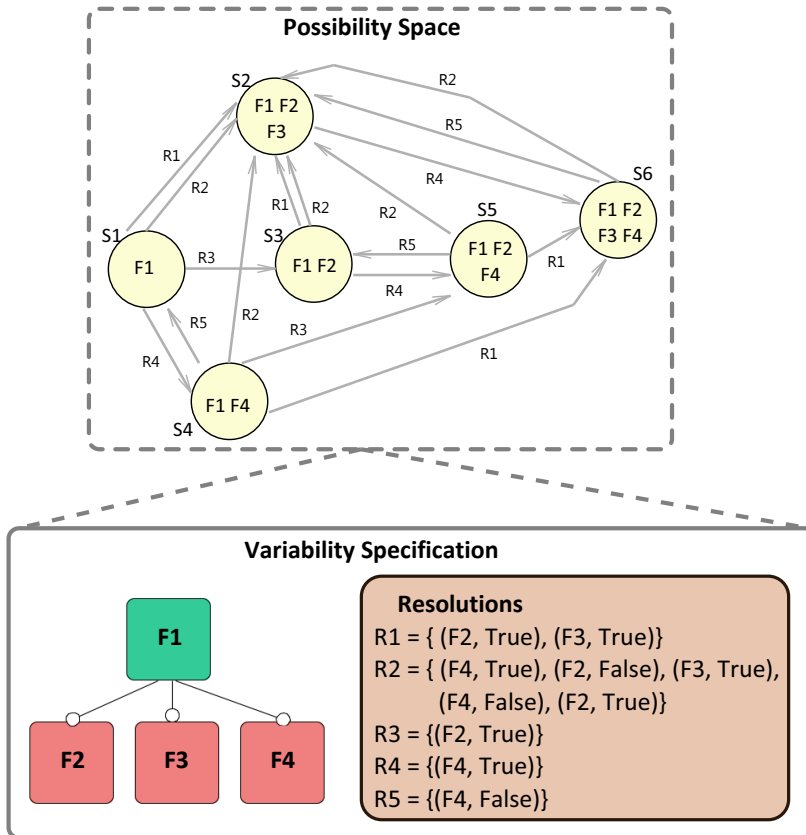 Possibility Space
S2
R2
F1 F2
F3
R5
R1
R4
R2
S6
F1 F2
F3 F4
R1
R2
R2
S5
S1
S3
F1
R3
F1 F2
R5
F1 F2
F4
R1
R4
R5
R2
R3
R4
R1
F1 F4
S4
Variability Specification
F1
F2
F3
F4
Resolutions
R1 = { (F2, True), (F3, True)}
R2 = { (F4, True), (F2, False), (F3, True),
(F4, False), (F2, True)}
R3 = {(F2, True)}
R4 = {(F4, True)}
R5 = {(F4, False)}